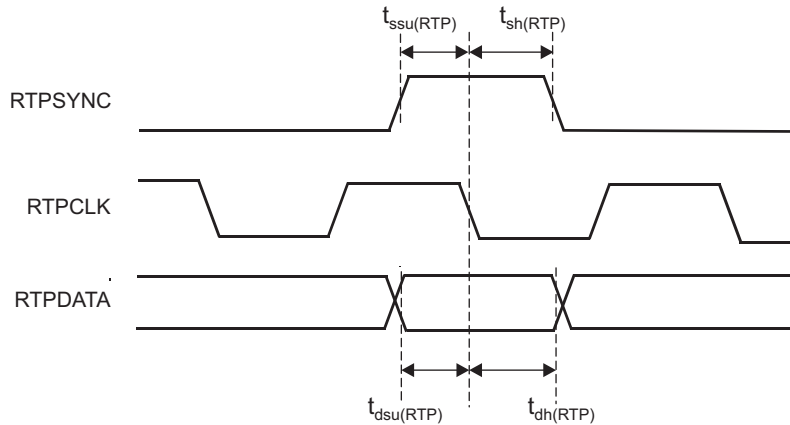 tssu(RTP) tsh(RTP)
RTPSYNC
RTPCLK
RTPDATA
tdsu(RTP) tdh(RTP)